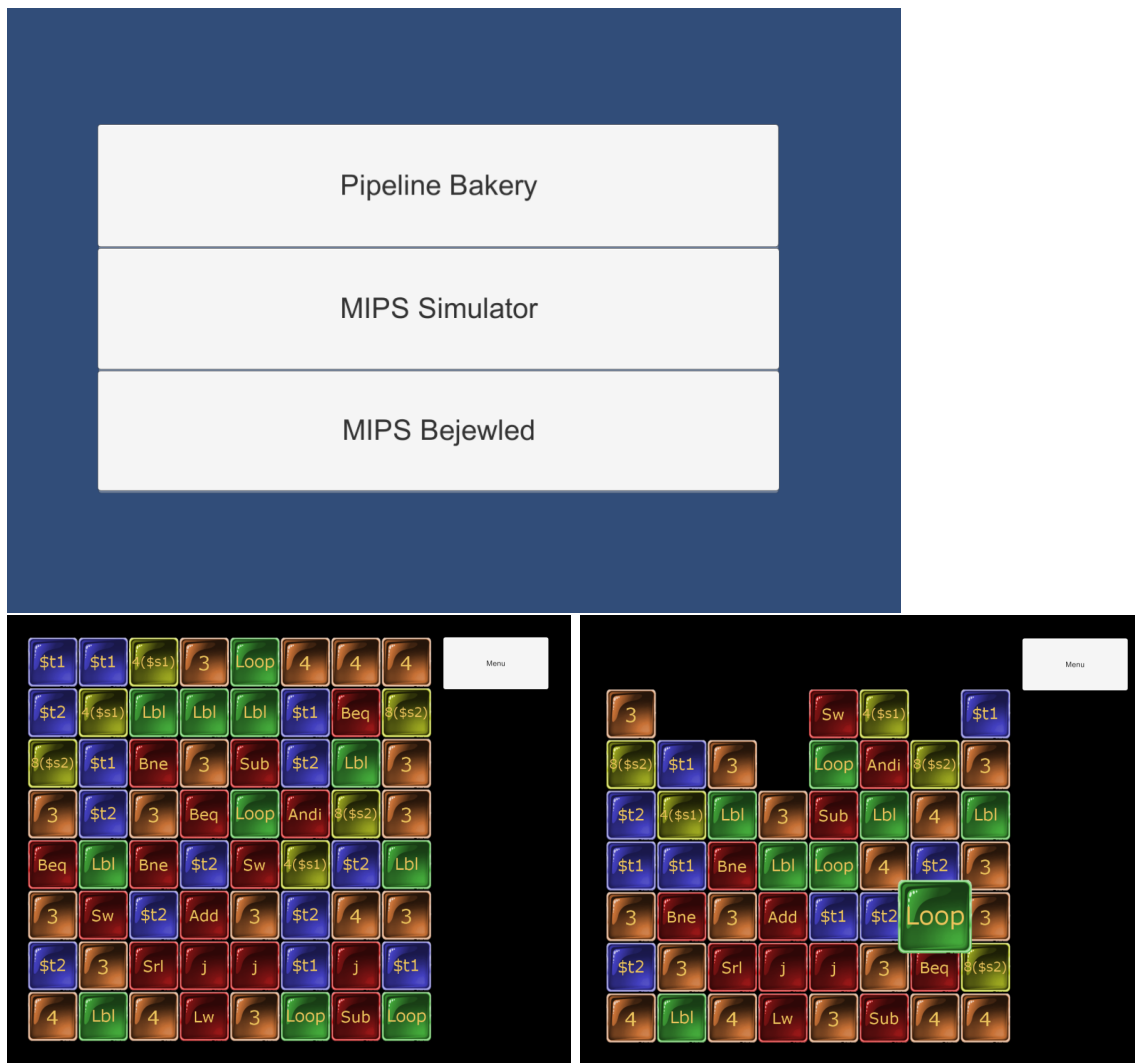 Pipeline Bakery
MIPS Simulator
MIPS Bejewled
$t1 $t1 4($s1) 3 Loop 4 4 4
Menu
$t2 4($s1) Lbl Lbl Lbl $t1 Beq 8($s2)
8($s2) $t1 Bne 3 Sub $t2 Lbl 3
3 $t2 3 Beq Loop Andi 8($s2) 3
Beq Lbl Bne $t2 Sw 4($s1) $t2 Lbl
3 Sw $t2 Add 3 $t2 4 3
$t2 3 Srl j j $t1 j $t1
4 Lbl 4 Lw 3 Loop Sub Loop
Menu
3 Sw 4($s1) $t1
8($s2) $t1 3 Loop Andi 8($s2) 3
$t2 4($s1) Lbl 3 Sub Lbl 4 Lbl
$t1 $t1 Bne Lbl Loop 4 $t2 3
3 Bne 3 Add $t1 $t2 Loop 3
$t2 3 Srl j j 3 Beq 8($s2)
4 Lbl 4 Lw 3 Sub 4 4